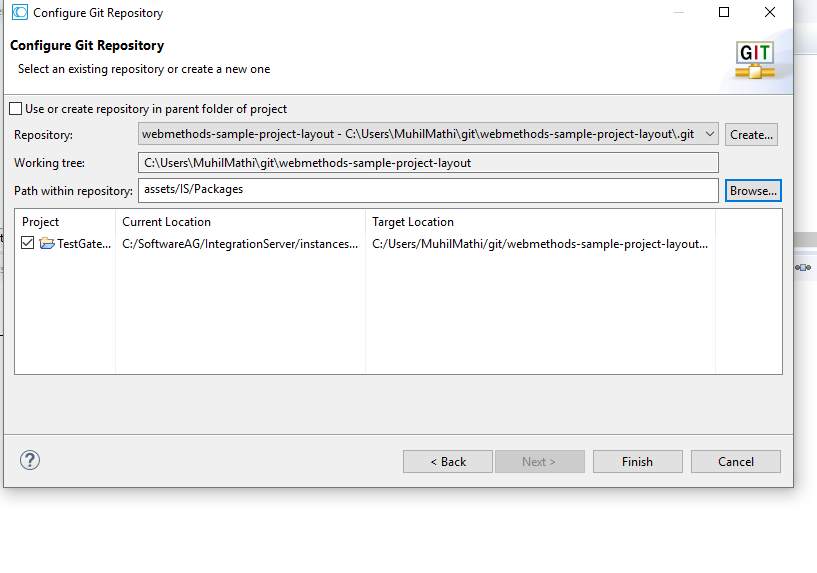 Configure Git Repository
Configure Git Repository
Select an existing repository or create a new one
GIT
Use or create repository in parent folder of project
Repository: webmethods-sample-project-layout - C:\Users\MuhilMathi\git\webmethods-sample-project-layout\.git Create...
Working tree: C:\Users\MuhilMathi\git\webmethods-sample-project-layout
Path within repository: assets/IS/Packages Browse...
Project Current Location Target Location
TestGate... C:/SoftwareAG/IntegrationServer/instances... C:/Users/MuhilMathi/git/webmethods-sample-project-layout...
? < Back Next > Finish Cancel